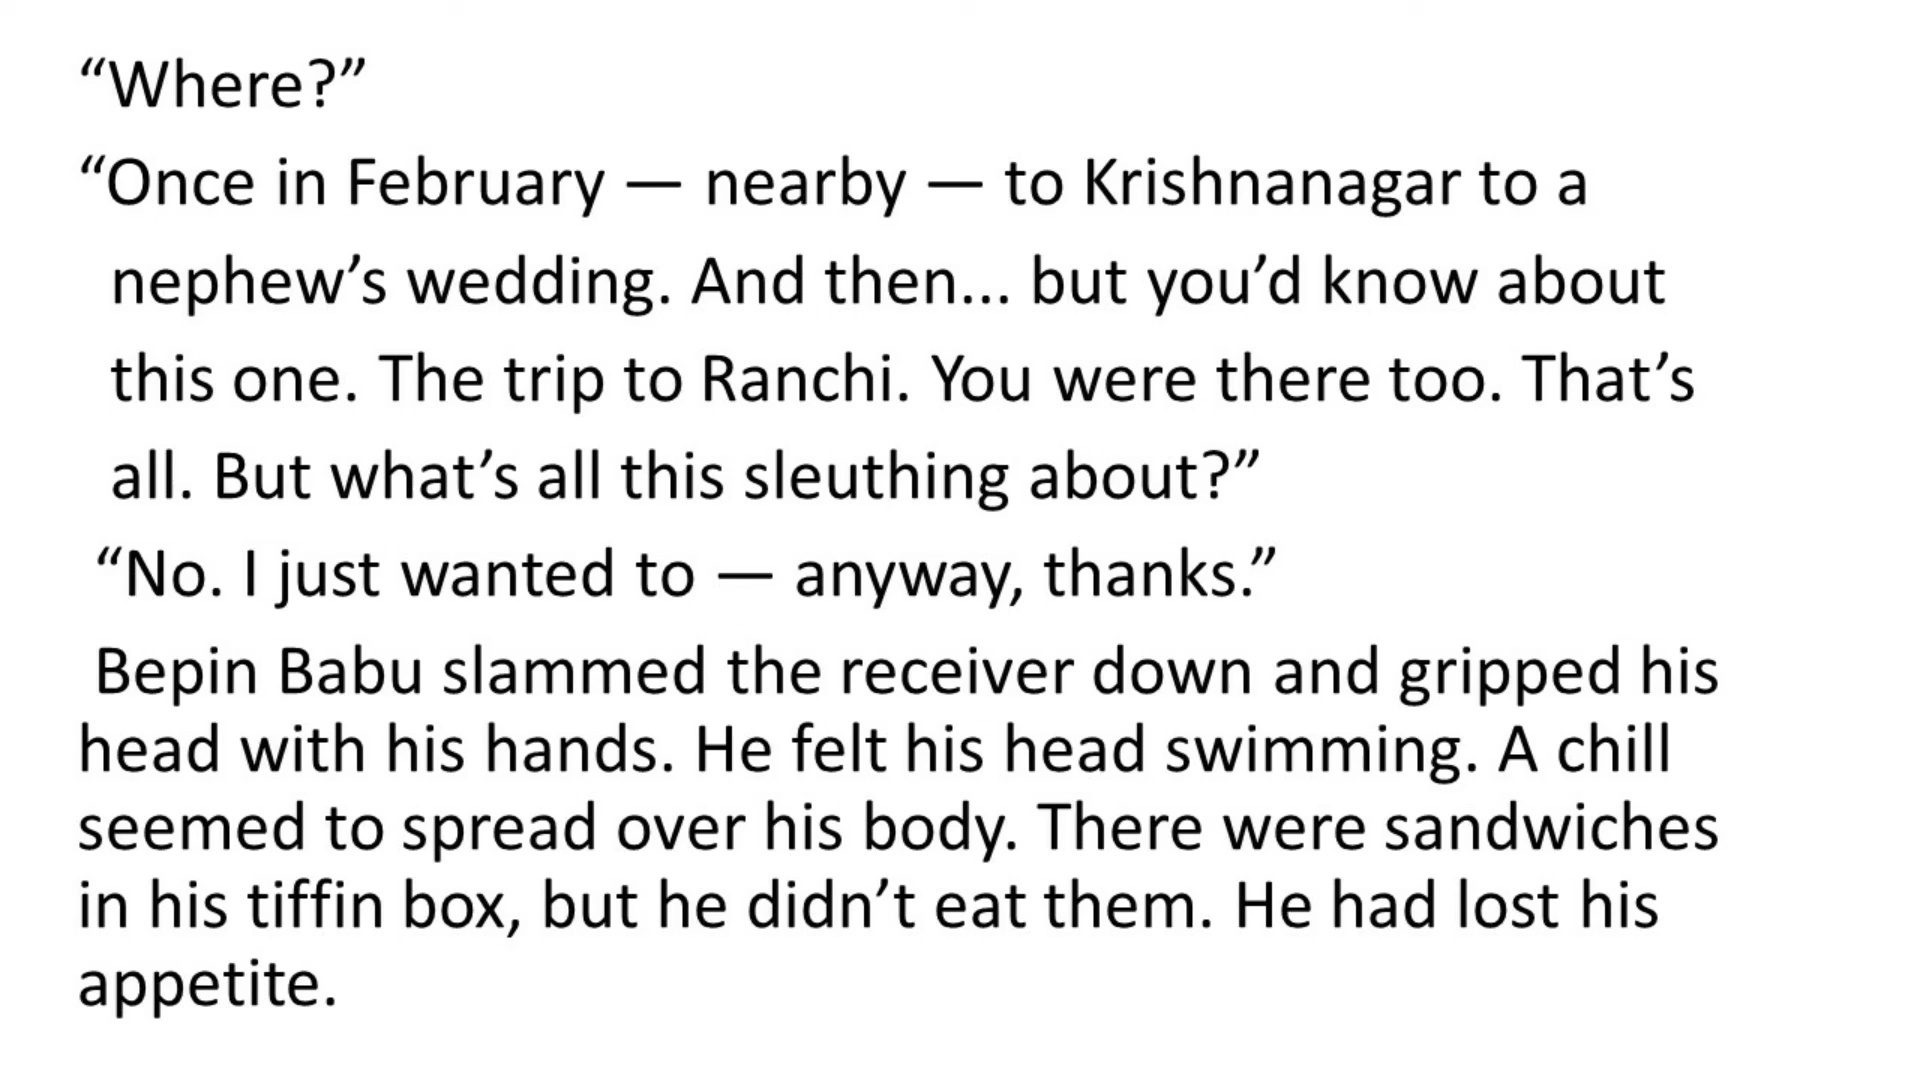 “Where?”
“Once in February — nearby — to Krishnanagar to a
nephew’s wedding. And then... but you’d know about
this one. The trip to Ranchi. You were there too. That’s
all. But what’s all this sleuthing about?”
“No. I just wanted to — anyway, thanks.”
Bepin Babu slammed the receiver down and gripped his
head with his hands. He felt his head swimming. A chill
seemed to spread over his body. There were sandwiches
in his tiffin box, but he didn’t eat them. He had lost his
appetite.